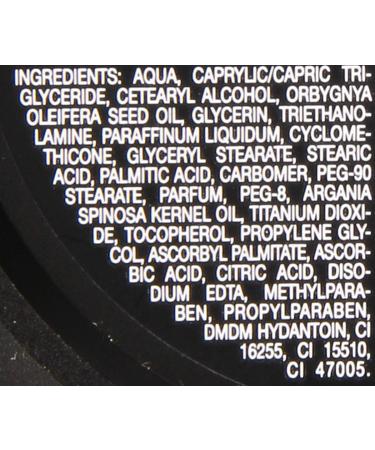 INGREDIENTS: AQUA, CAPRYLIC/CAPRIC TRI-
GLYCERIDE, CETEARYL ALCOHOL, ORBYGNYA
OLEIFERA SEED OIL, GLYCERIN, TRIETHANO-
LAMINE, PARAFFINUM LIQUIDUM, CYCLOME-
THICONE, GLYCERYL STEARATE, STEARIC
ACID, PALMITIC ACID, CARBOMER, PEG-90
STEARATE, PARFUM, PEG-8, ARGANIA
SPINOSA KERNEL OIL, TITANIUM DIOXI-
DE, TOCOPHEROL, PROPYLENE GLY-
COL, ASCORBYL PALMITATE, ASCOR-
BIC ACID, CITRIC ACID, DISO-
DIUM EDTA, METHYLPARA-
BEN, PROPYLPARABEN,
DMDM HYDANTOIN, CI
16255, CI 15510,
CI 47005.